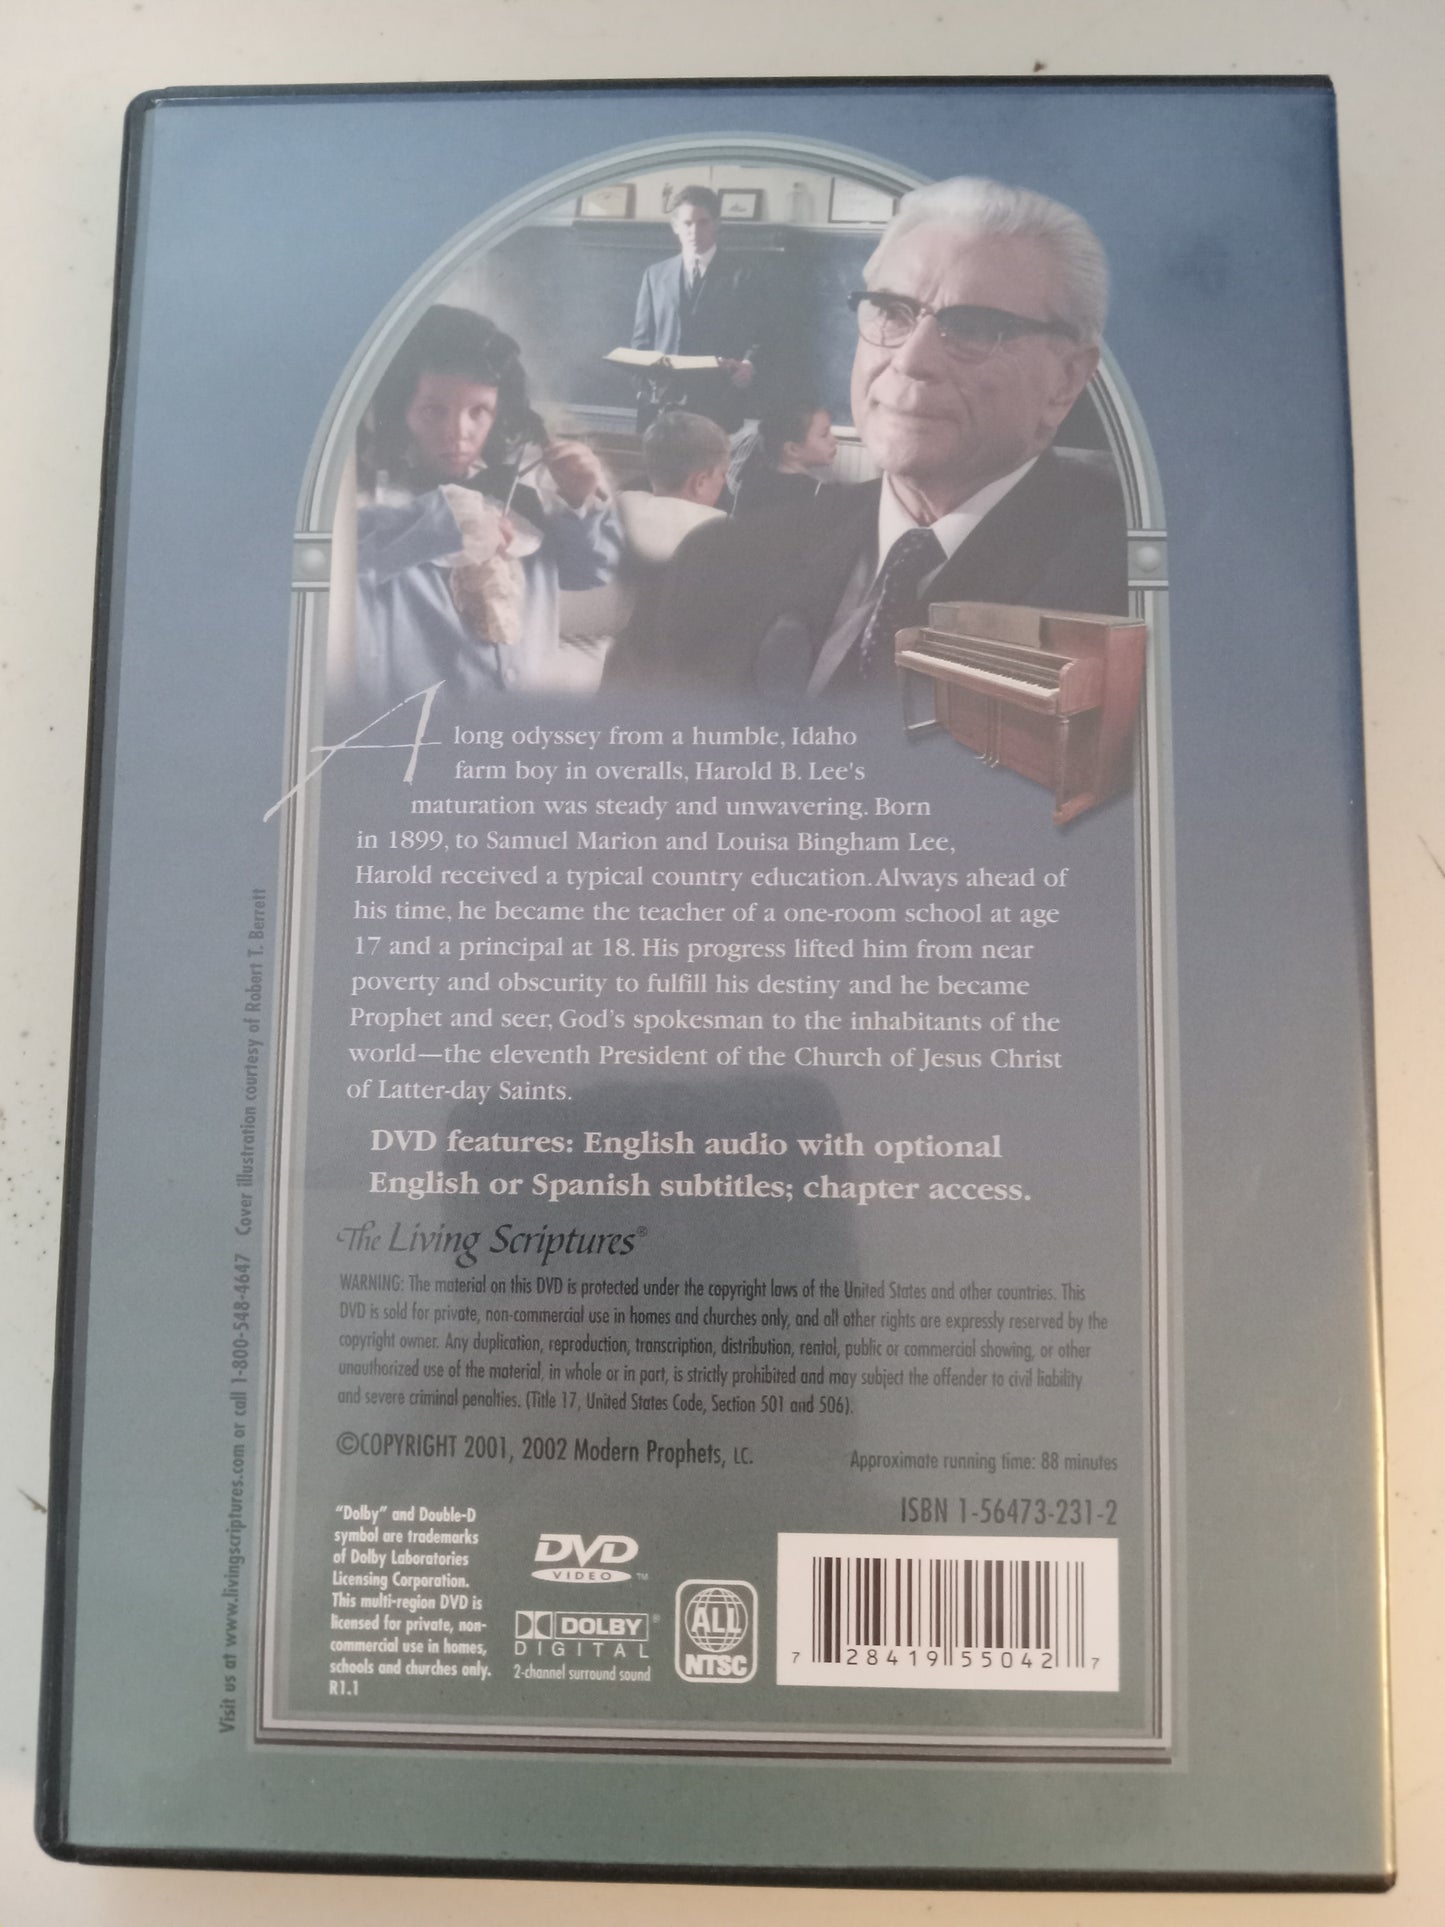 A long odyssey from a humble, Idaho
farm boy in overalls, Harold B. Lee's
maturation was steady and unwavering. Born
in 1899, to Samuel Marion and Louisa Bingham Lee,
Harold received a typical country education. Always ahead of
his time, he became the teacher of a one-room school at age
17 and a principal at 18. His progress lifted him from near
poverty and obscurity to fulfill his destiny and he became
Prophet and seer, God's spokesman to the inhabitants of the
world—the eleventh President of the Church of Jesus Christ
of Latter-day Saints.
DVD features: English audio with optional
English or Spanish subtitles; chapter access.
The Living Scriptures®
WARNING: The material on this DVD is protected under the copyright laws of the United States and other countries. This
DVD is sold for private, non-commercial use in homes and churches only, and all other rights are expressly reserved by the
copyright owner. Any duplication, reproduction, transcription, distribution, rental, public or commercial showing, or other
unauthorized use of the material, in whole or in part, is strictly prohibited and may subject the offender to civil liability
and severe criminal penalties. (Title 17, United States Code, Section 501 and 506).
©COPYRIGHT 2001, 2002 Modern Prophets, LC.
Approximate running time: 88 minutes
ISBN 1-56473-231-2
"Dolby" and Double-D
symbol are trademarks
of Dolby Laboratories
Licensing Corporation.
This multi-region DVD is
licensed for private, non-
commercial use in homes,
schools and churches only.
R1.1
DVD
VIDEO ™
DOLBY®
DIGITAL
2-channel surround sound
ALL
NTSC
7 28419 55042 7
Visit us at www.livingscriptures.com or call 1-800-548-4647 Cover illustration courtesy of Robert T. Berrett